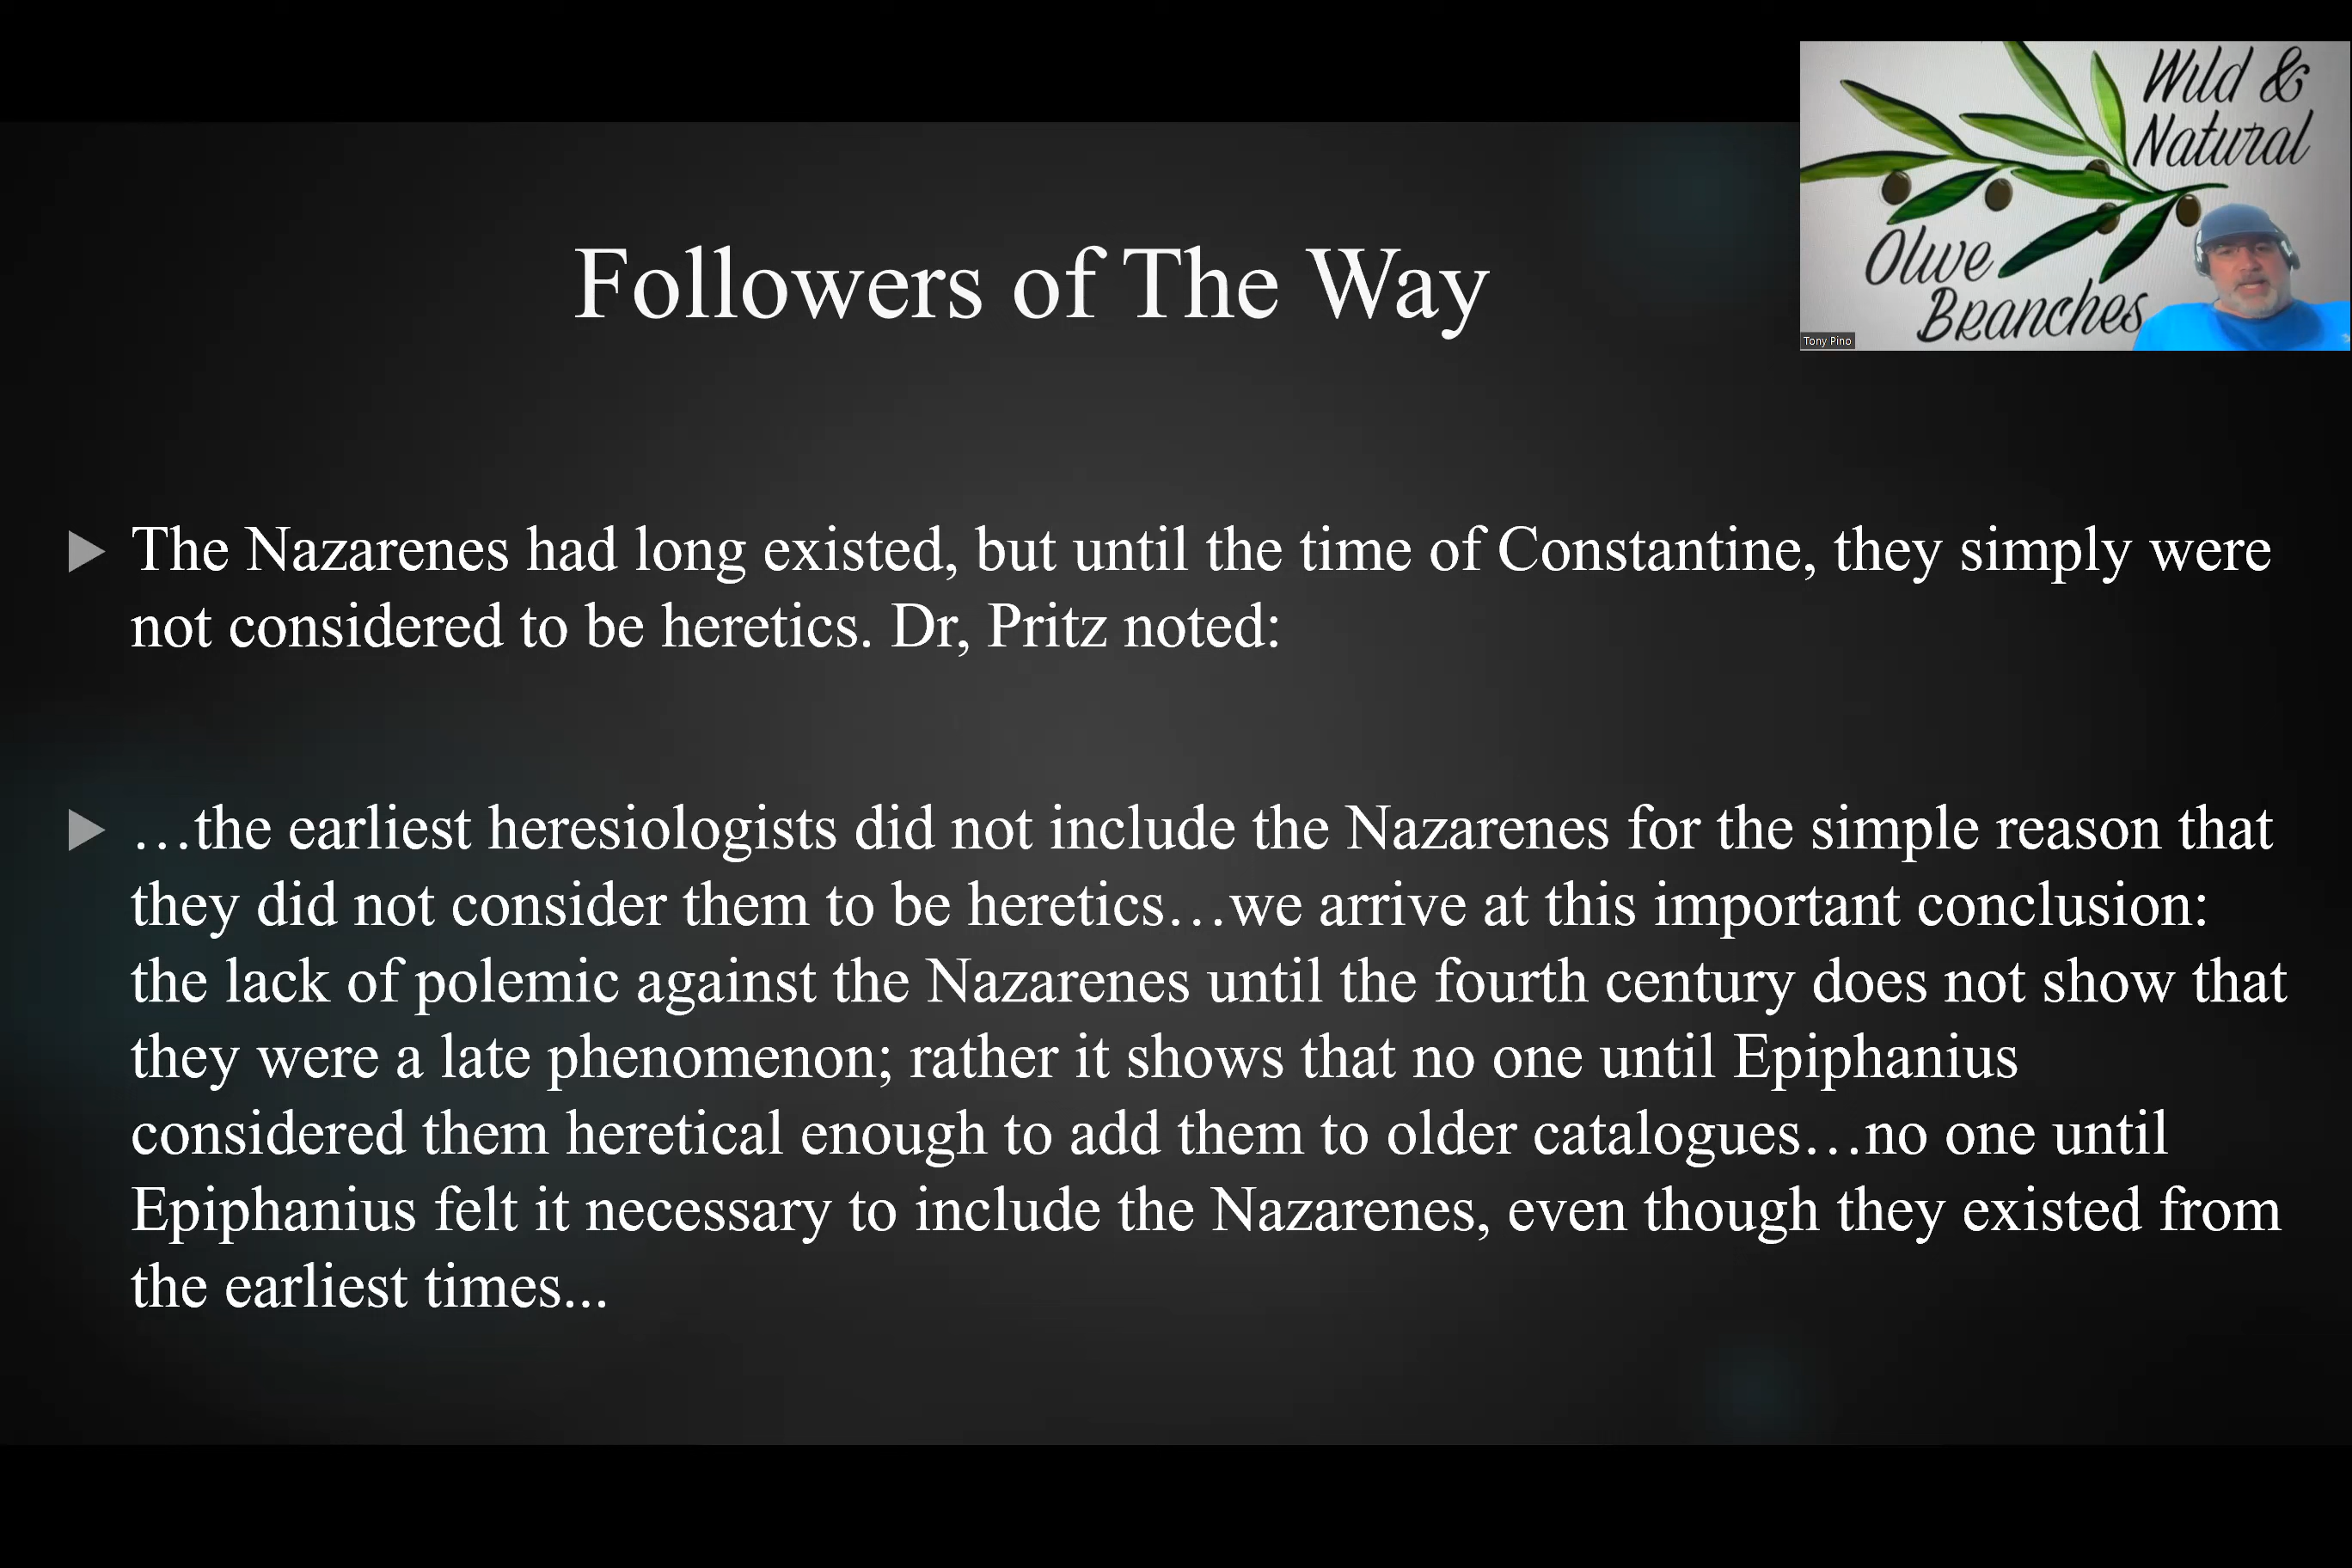 Wild &
Natural
Olive
Branches
Tony Pino
Followers of The Way
The Nazarenes had long existed, but until the time of Constantine, they simply were
not considered to be heretics. Dr, Pritz noted:
…the earliest heresiologists did not include the Nazarenes for the simple reason that
they did not consider them to be heretics…we arrive at this important conclusion:
the lack of polemic against the Nazarenes until the fourth century does not show that
they were a late phenomenon; rather it shows that no one until Epiphanius
considered them heretical enough to add them to older catalogues…no one until
Epiphanius felt it necessary to include the Nazarenes, even though they existed from
the earliest times...